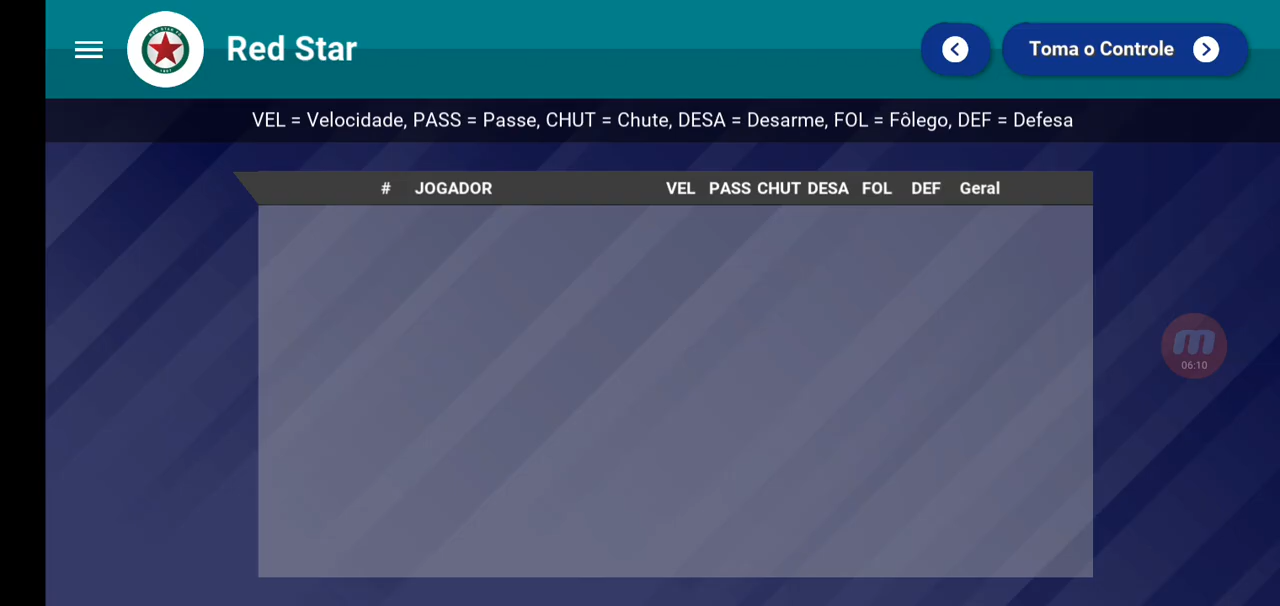 Red Star
Toma o Controle
VEL = Velocidade, PASS = Passe, CHUT = Chute, DESA = Desarme, FOL = Fôlego, DEF = Defesa
# JOGADOR VEL PASS CHUT DESA FOL DEF Geral
06:10